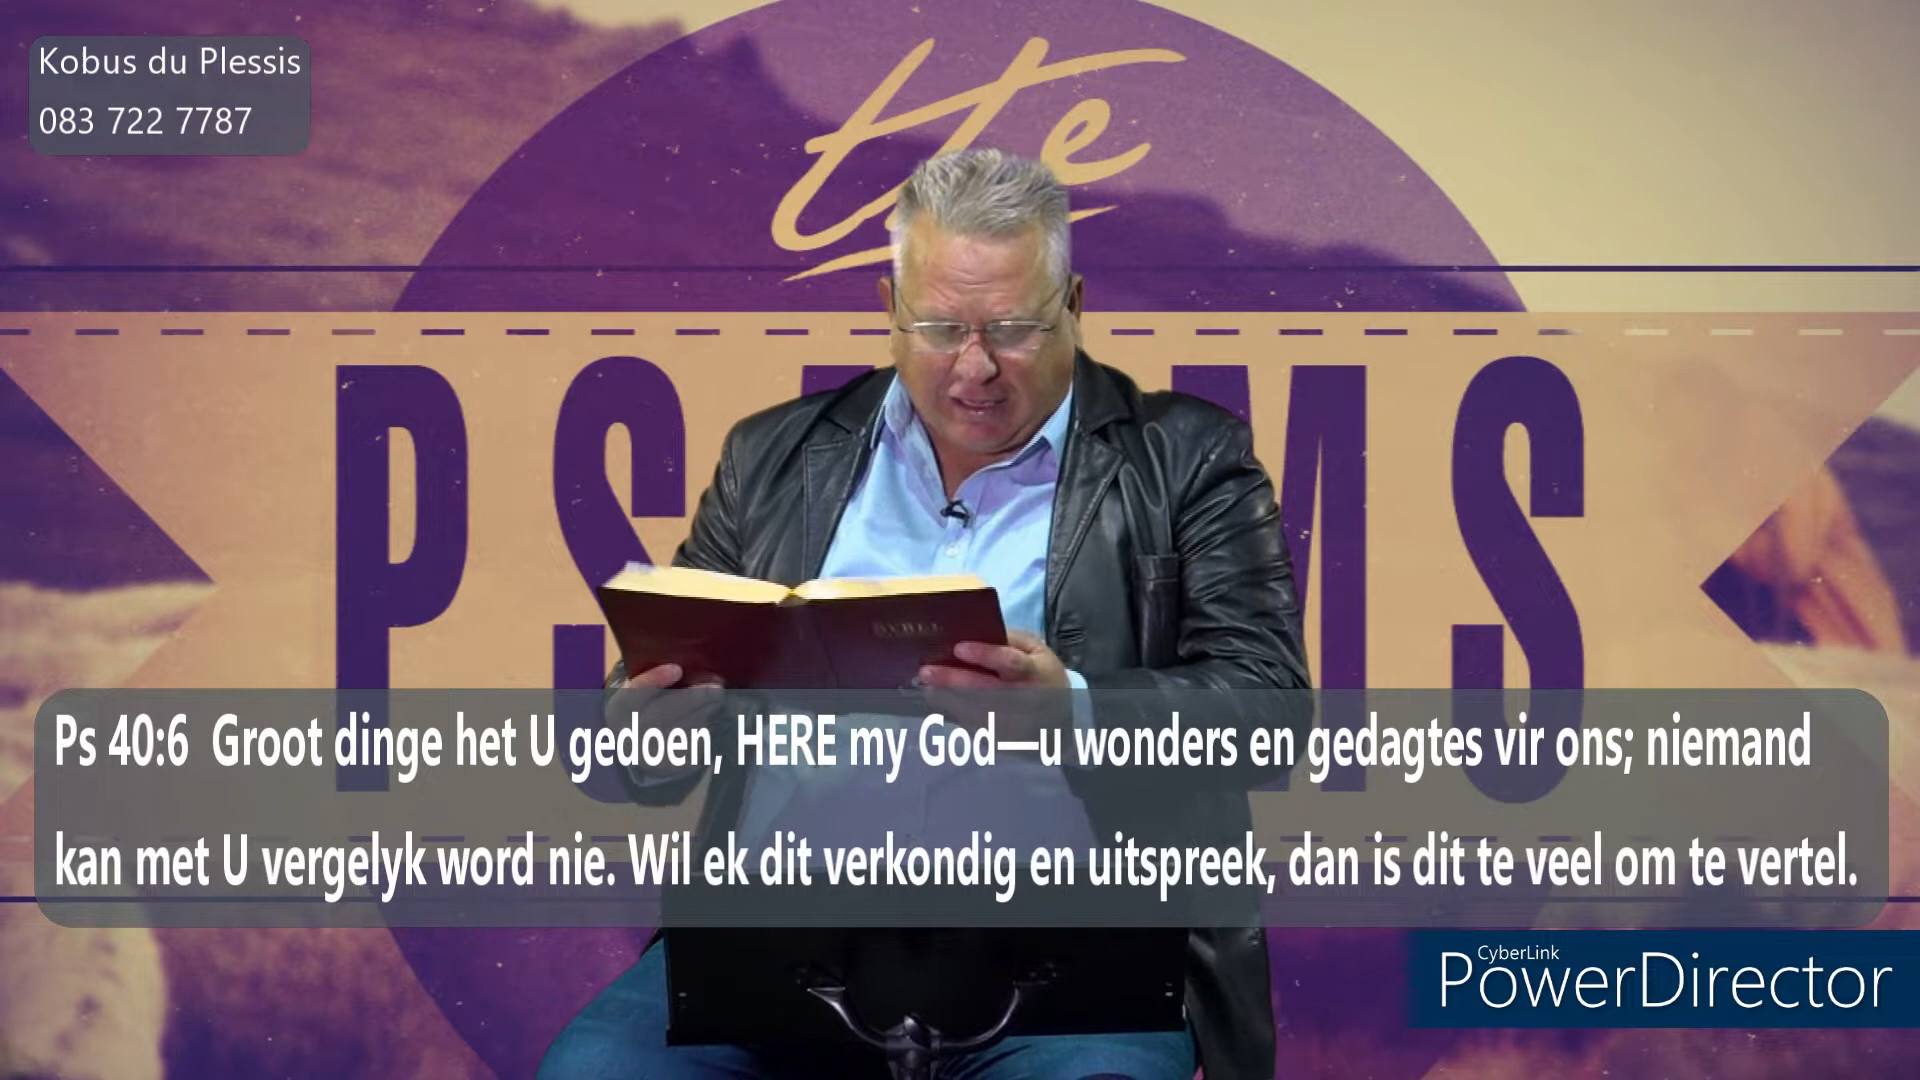 Kobus du Plessis
083 722 7787
the
PSALMS
BYBEL
Ps 40:6 Groot dinge het U gedoen, HERE my God—u wonders en gedagtes vir ons; niemand
kan met U vergelyk word nie. Wil ek dit verkondig en uitspreek, dan is dit te veel om te vertel.
CyberLink
PowerDirector